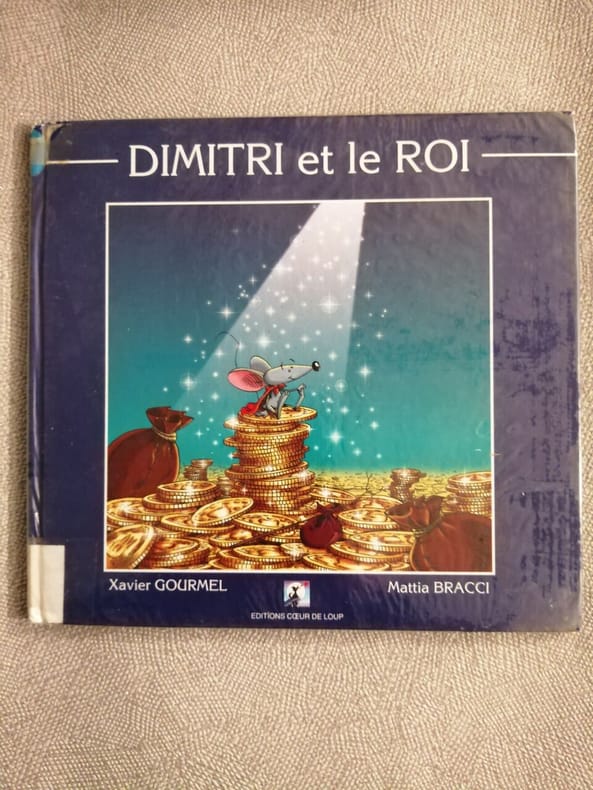 DIMITRI et le ROI
Xavier GOURMEL
Mattia BRACCI
EDITIONS CŒUR DE LOUP